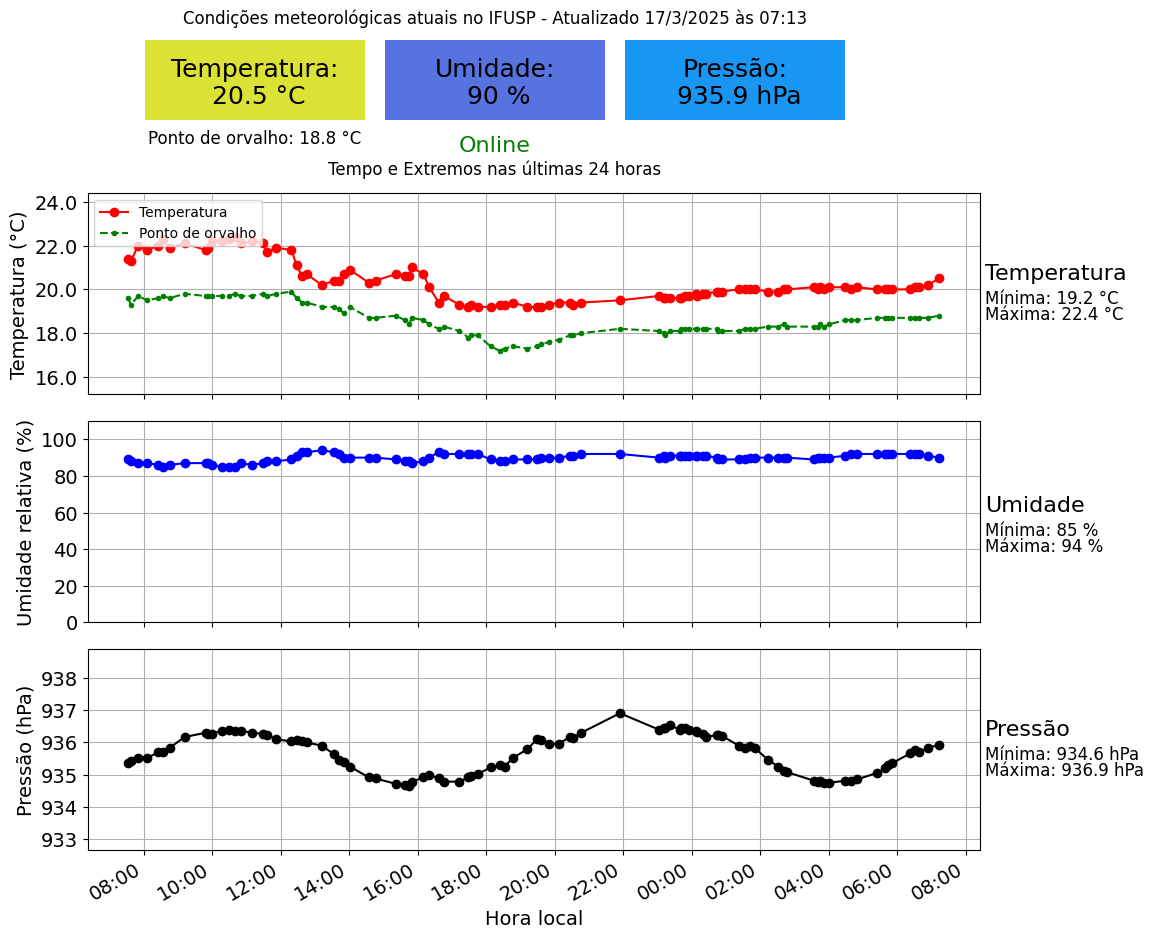 Condições meteorológicas atuais no IFUSP - Atualizado 17/3/2025 às 07:13
Temperatura:
20.5 °C
Umidade:
90 %
Pressão:
935.9 hPa
Ponto de orvalho: 18.8 °C
Online
Tempo e Extremos nas últimas 24 horas
Temperatura (°C)
24.0
22.0
20.0
18.0
16.0
Temperatura
Ponto de orvalho
Temperatura
Mínima: 19.2 °C
Máxima: 22.4 °C
Umidade relativa (%)
100
80
60
40
20
0
Umidade
Mínima: 85 %
Máxima: 94 %
Pressão (hPa)
938
937
936
935
934
933
Pressão
Mínima: 934.6 hPa
Máxima: 936.9 hPa
08:00
10:00
12:00
14:00
16:00
18:00
20:00
22:00
00:00
02:00
04:00
06:00
08:00
Hora local